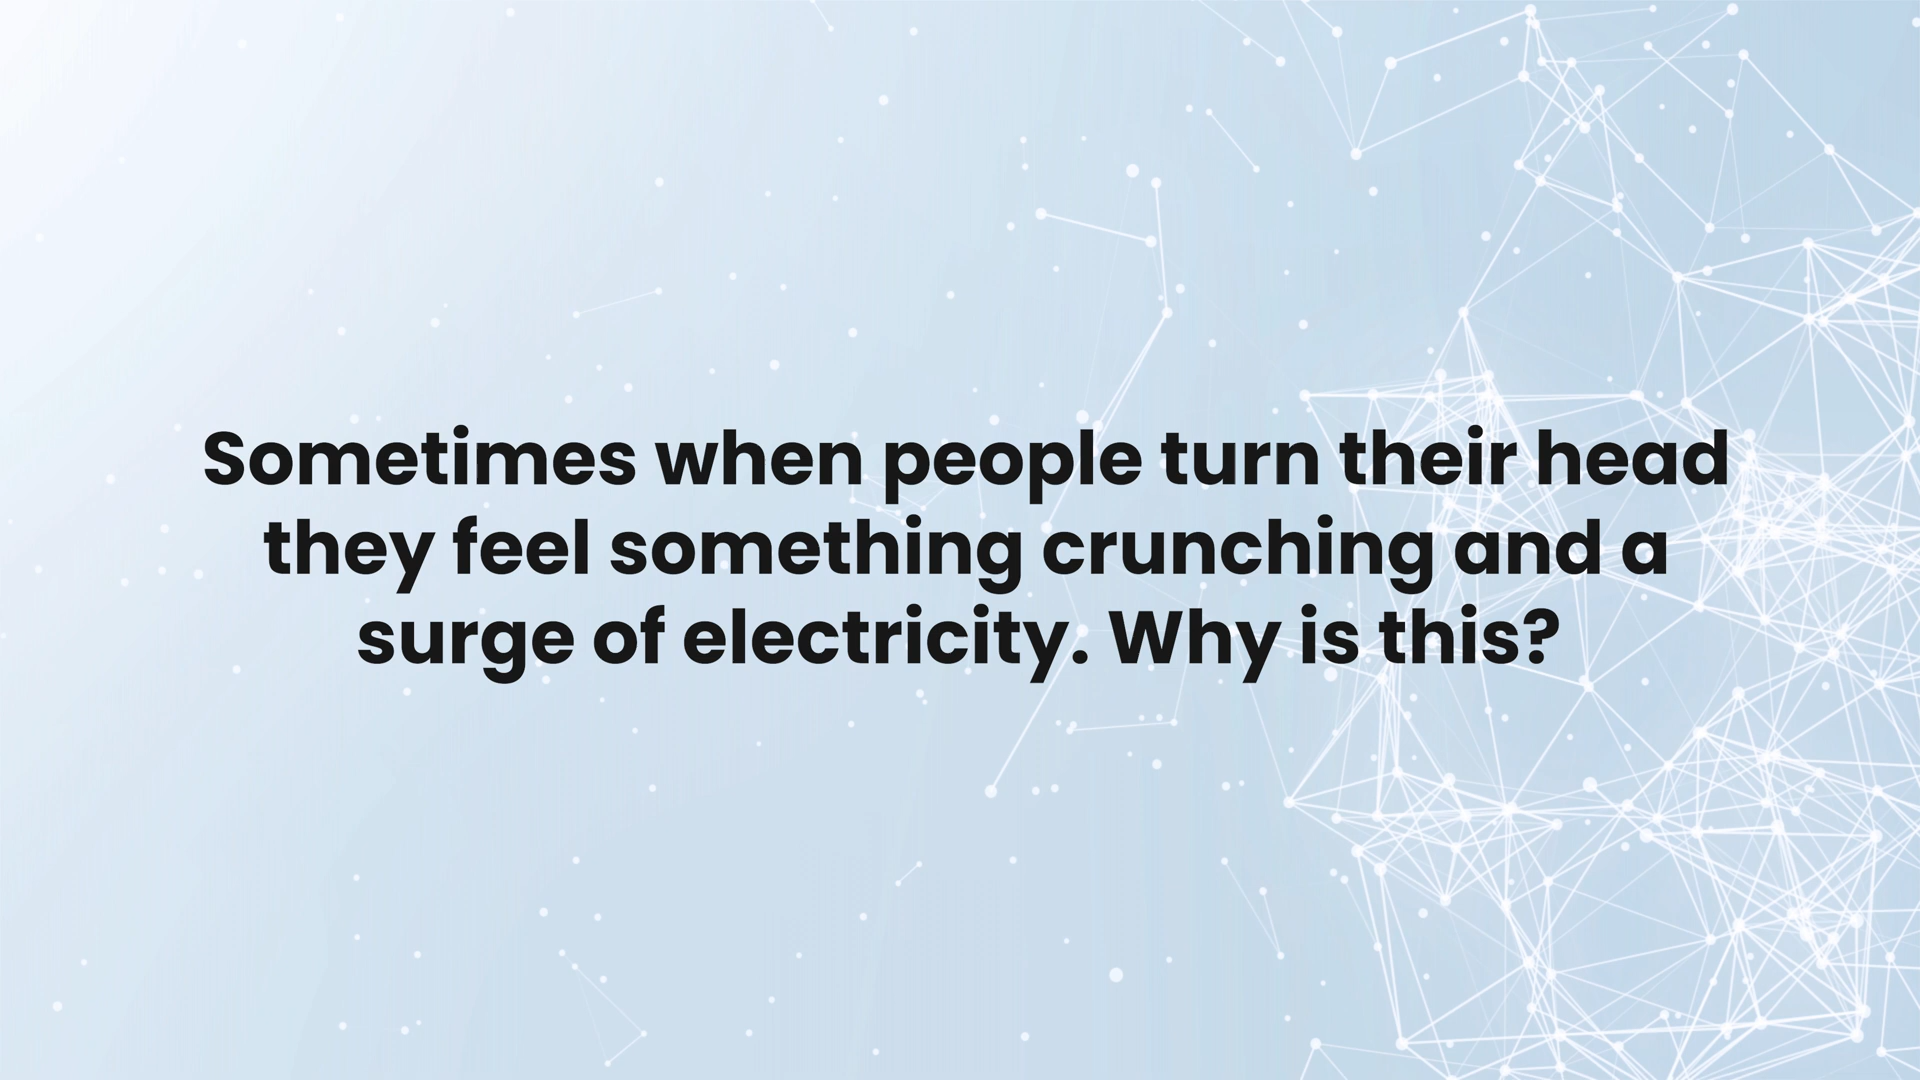 Sometimes when people turn their head
they feel something crunching and a
surge of electricity. Why is this?